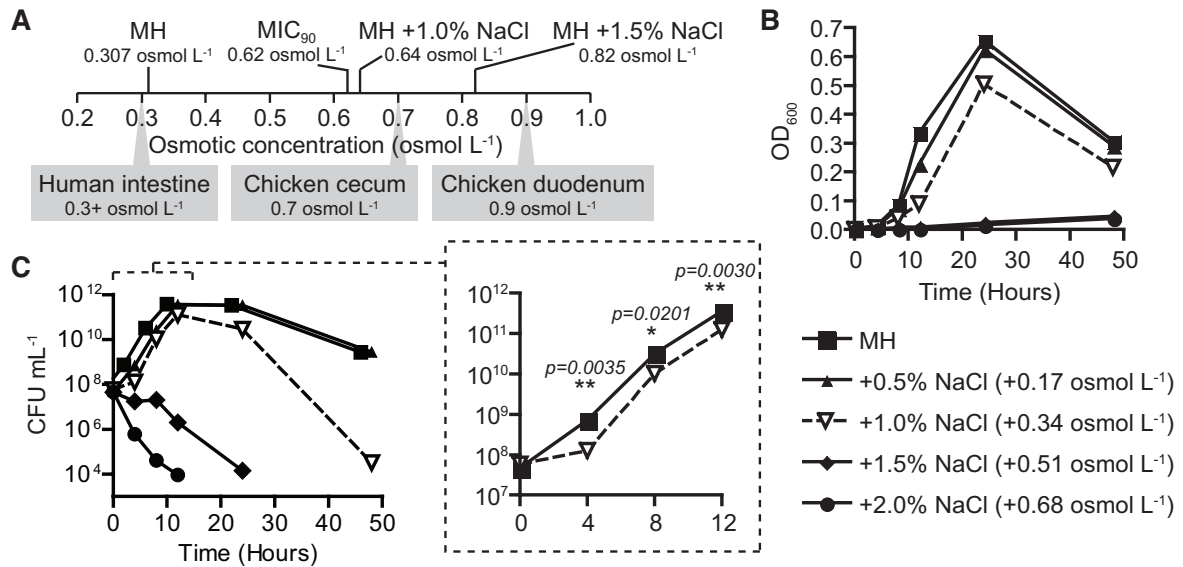 A
MH
0.307 osmol L⁻¹
MIC₉₀
0.62 osmol L⁻¹
MH +1.0% NaCl
0.64 osmol L⁻¹
MH +1.5% NaCl
0.82 osmol L⁻¹
0.2 0.3 0.4 0.5 0.6 0.7 0.8 0.9 1.0
Osmotic concentration (osmol L⁻¹)
Human intestine
0.3+ osmol L⁻¹
Chicken cecum
0.7 osmol L⁻¹
Chicken duodenum
0.9 osmol L⁻¹
B
OD₆₀₀
0.7
0.6
0.5
0.4
0.3
0.2
0.1
0.0
0 10 20 30 40 50
Time (Hours)
C
CFU mL⁻¹
10¹²
10¹⁰
10⁸
10⁶
10⁴
0 10 20 30 40 50
Time (Hours)
10¹²
10¹¹
10¹⁰
10⁹
10⁸
10⁷
p=0.0035
**
p=0.0201
*
p=0.0030
**
0 4 8 12
MH
+0.5% NaCl (+0.17 osmol L⁻¹)
+1.0% NaCl (+0.34 osmol L⁻¹)
+1.5% NaCl (+0.51 osmol L⁻¹)
+2.0% NaCl (+0.68 osmol L⁻¹)